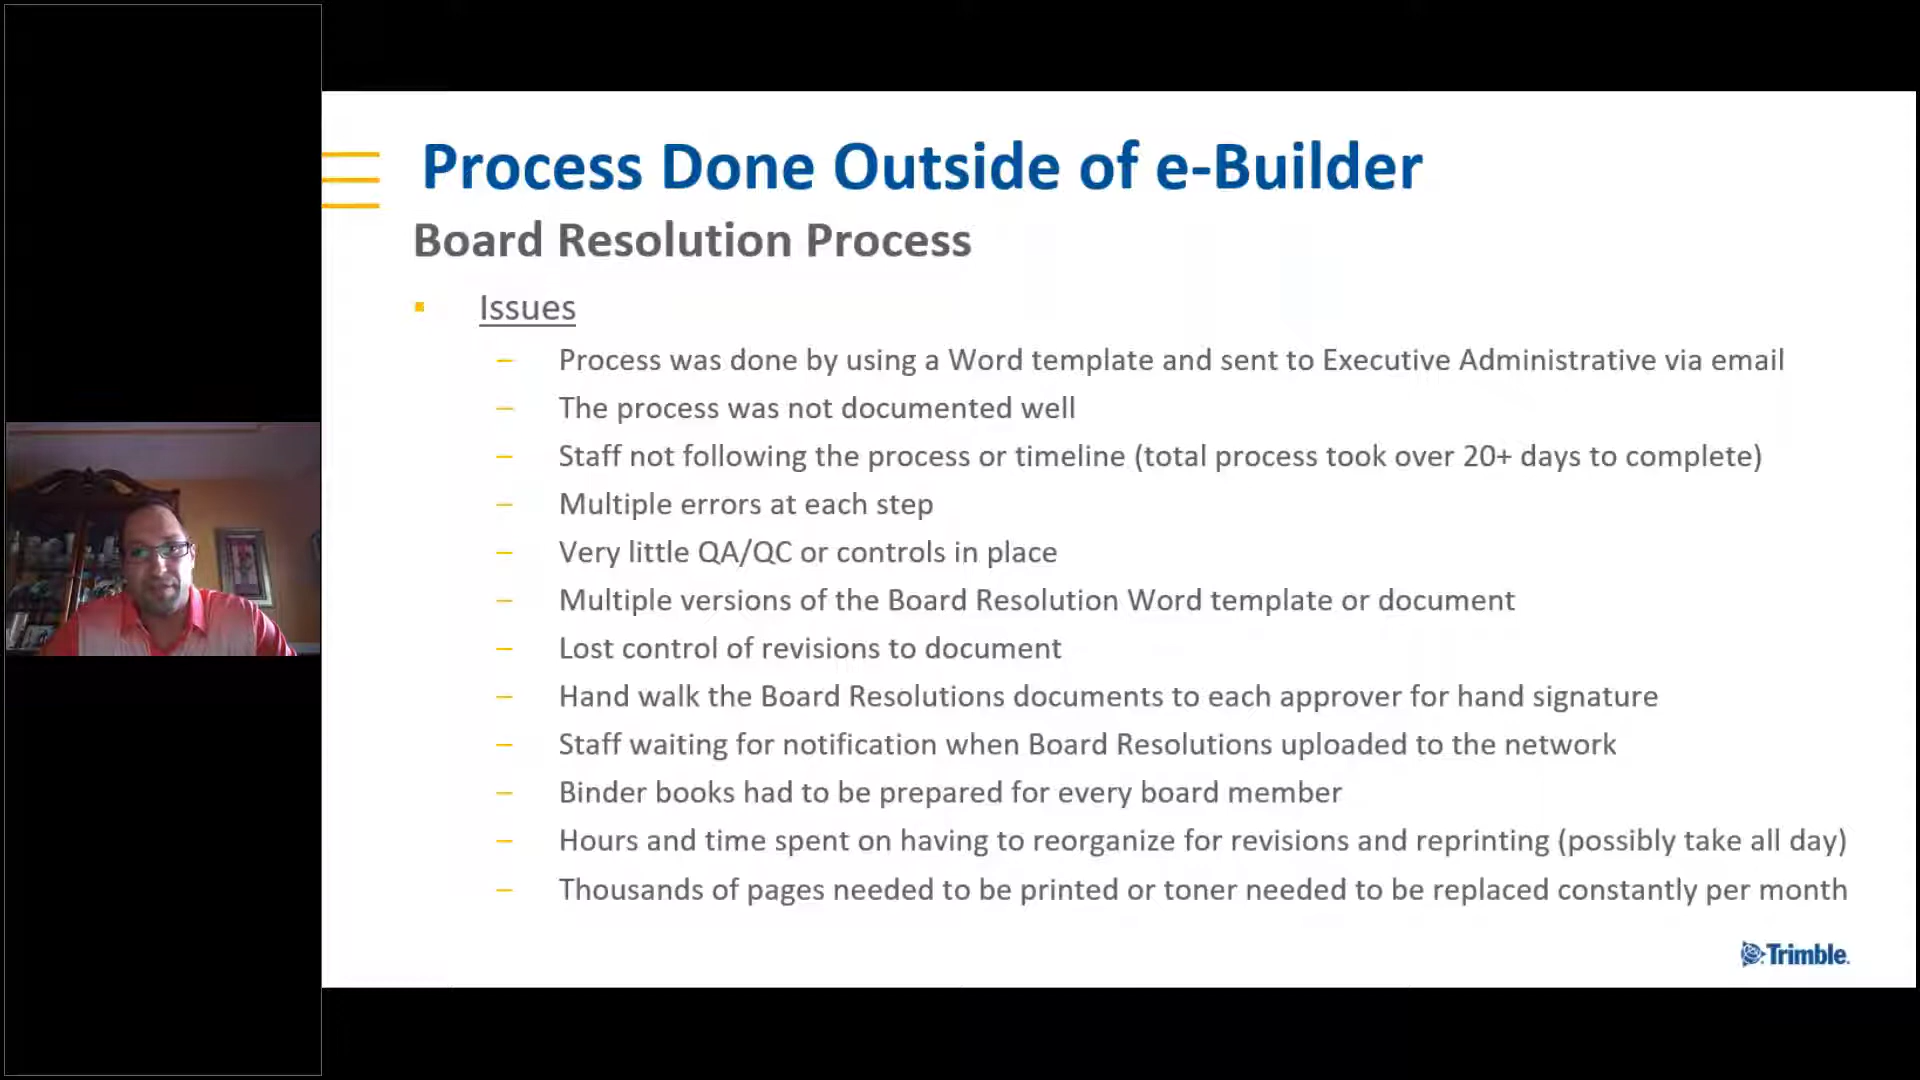 Process Done Outside of e-Builder
Board Resolution Process
▪ Issues
– Process was done by using a Word template and sent to Executive Administrative via email
– The process was not documented well
– Staff not following the process or timeline (total process took over 20+ days to complete)
– Multiple errors at each step
– Very little QA/QC or controls in place
– Multiple versions of the Board Resolution Word template or document
– Lost control of revisions to document
– Hand walk the Board Resolutions documents to each approver for hand signature
– Staff waiting for notification when Board Resolutions uploaded to the network
– Binder books had to be prepared for every board member
– Hours and time spent on having to reorganize for revisions and reprinting (possibly take all day)
– Thousands of pages needed to be printed or toner needed to be replaced constantly per month
Trimble.